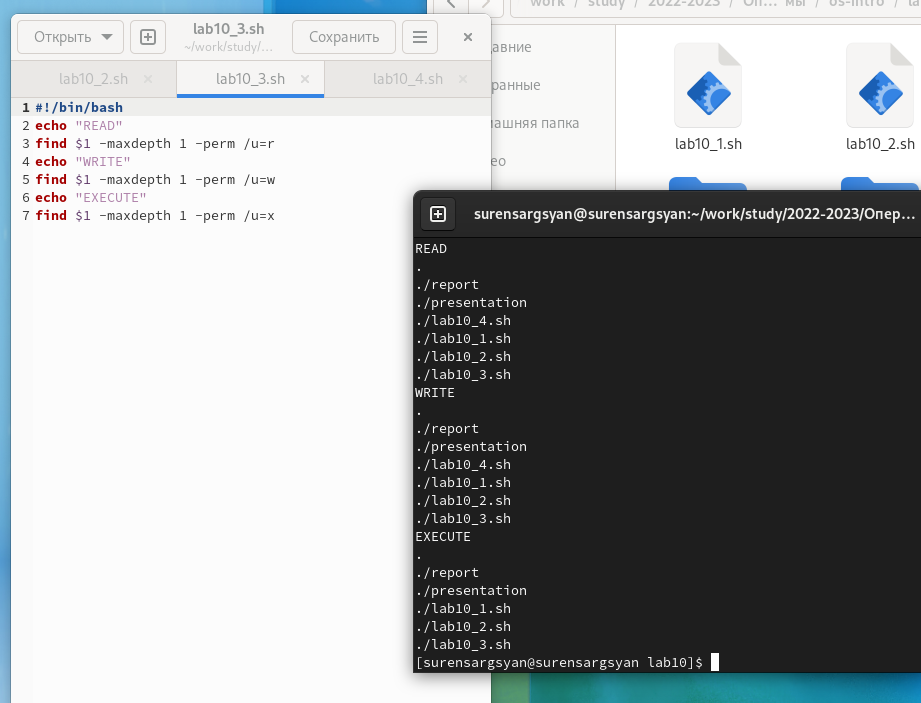 Открыть
lab10_3.sh
~/work/study/...
Сохранить
lab10_2.sh
lab10_3.sh
lab10_4.sh
1 #!/bin/bash
2 echo "READ"
3 find $1 -maxdepth 1 -perm /u=r
4 echo "WRITE"
5 find $1 -maxdepth 1 -perm /u=w
6 echo "EXECUTE"
7 find $1 -maxdepth 1 -perm /u=x
work / study / 2022-2023 / Оп… мы / os-intro /
lab10_1.sh
lab10_2.sh
surensargsyan@surensargsyan:~/work/study/2022-2023/Опер…
READ
.
./report
./presentation
./lab10_4.sh
./lab10_1.sh
./lab10_2.sh
./lab10_3.sh
WRITE
.
./report
./presentation
./lab10_4.sh
./lab10_1.sh
./lab10_2.sh
./lab10_3.sh
EXECUTE
.
./report
./presentation
./lab10_1.sh
./lab10_2.sh
./lab10_3.sh
[surensargsyan@surensargsyan lab10]$